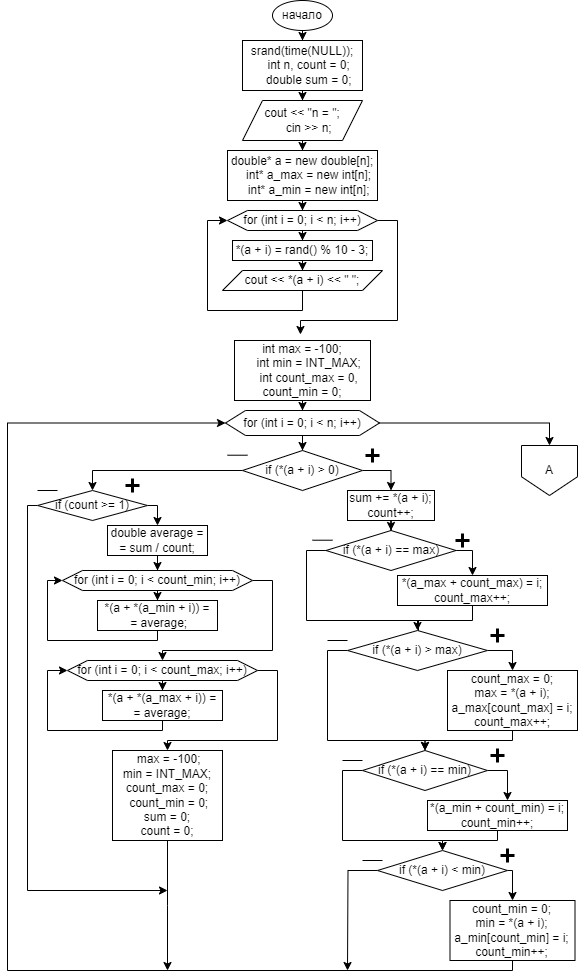 начало
srand(time(NULL));
int n, count = 0;
double sum = 0;
cout << "n = ";
cin >> n;
double* a = new double[n];
int* a_max = new int[n];
int* a_min = new int[n];
for (int i = 0; i < n; i++)
*(a + i) = rand() % 10 - 3;
cout << *(a + i) << " ";
int max = -100;
int min = INT_MAX;
int count_max = 0,
count_min = 0;
for (int i = 0; i < n; i++)
A
if (*(a + i) > 0)
—
+
if (count >= 1)
—
+
double average =
= sum / count;
for (int i = 0; i < count_min; i++)
*(a + *(a_min + i)) =
= average;
for (int i = 0; i < count_max; i++)
*(a + *(a_max + i)) =
= average;
max = -100;
min = INT_MAX;
count_max = 0;
count_min = 0;
sum = 0;
count = 0;
sum += *(a + i);
count++;
if (*(a + i) == max)
—
+
*(a_max + count_max) = i;
count_max++;
if (*(a + i) > max)
—
+
count_max = 0;
max = *(a + i);
a_max[count_max] = i;
count_max++;
if (*(a + i) == min)
—
+
*(a_min + count_min) = i;
count_min++;
if (*(a + i) < min)
—
+
count_min = 0;
min = *(a + i);
a_min[count_min] = i;
count_min++;